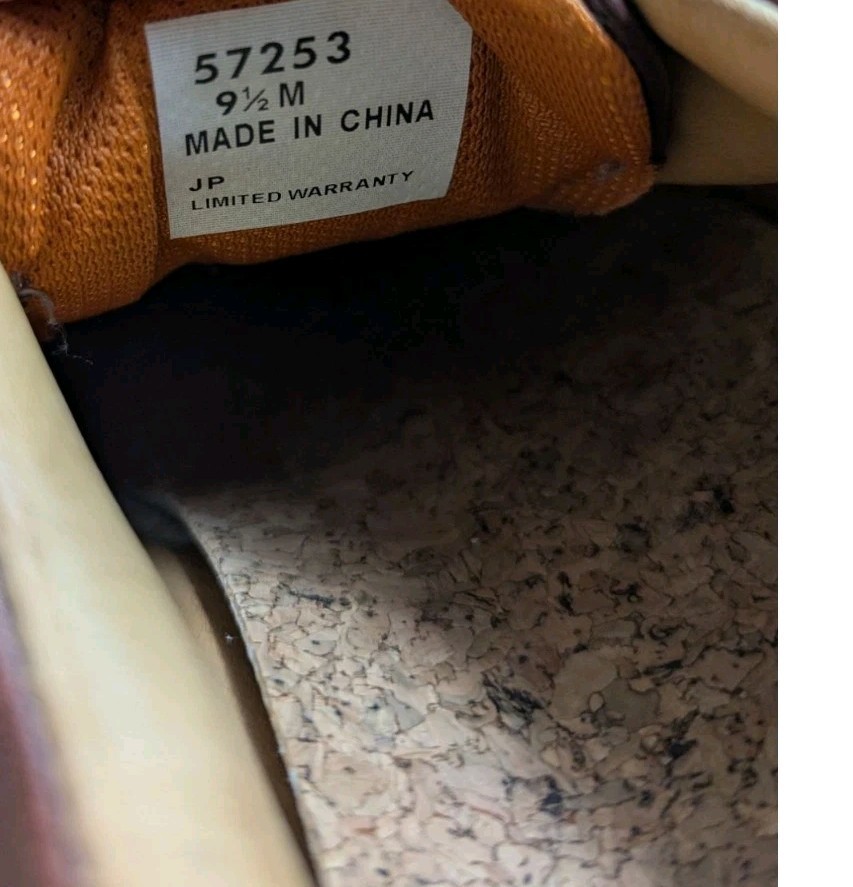 57253
9½ M
MADE IN CHINA
JP
LIMITED WARRANTY